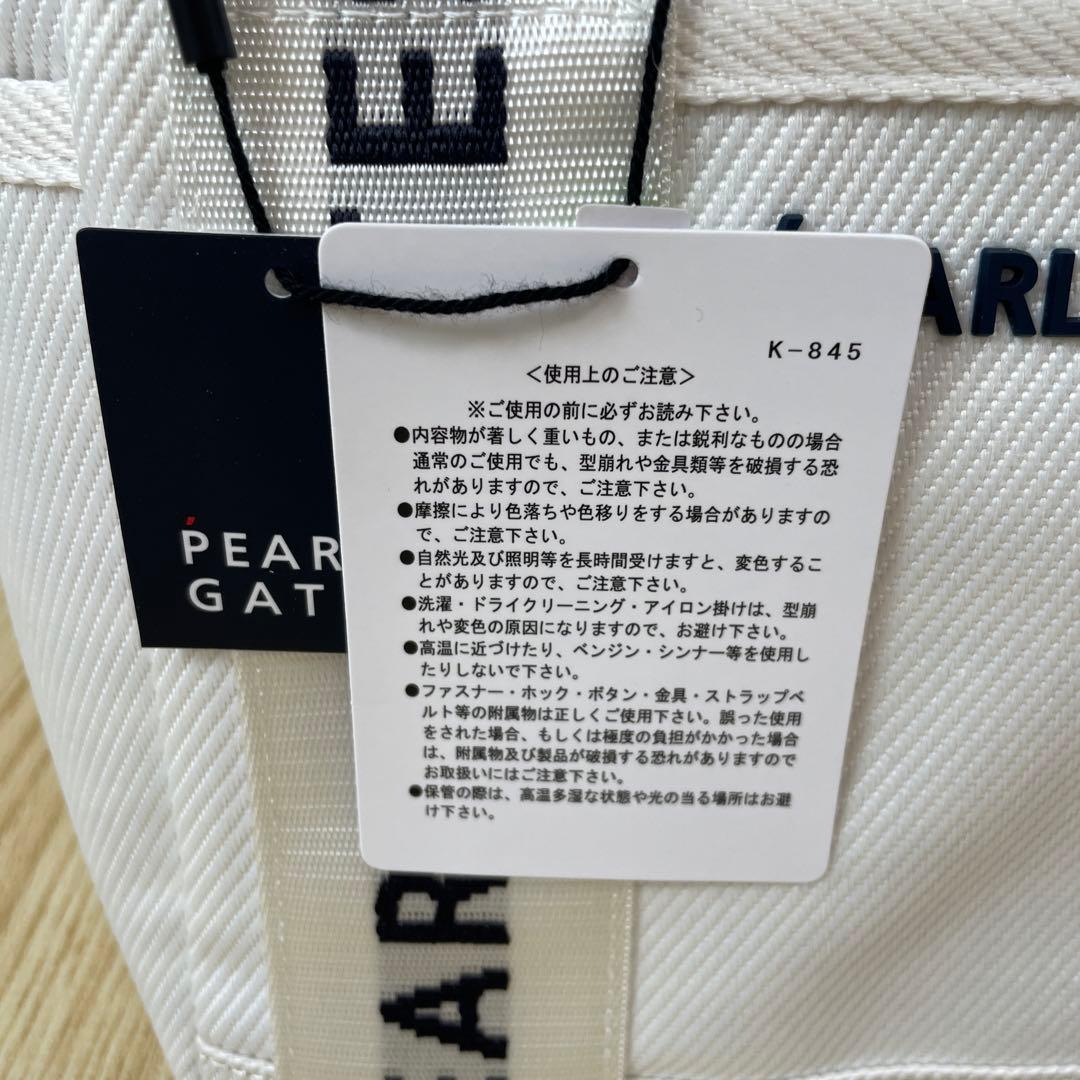 E
ÉARL
K-845
＜使用上のご注意＞
※ご使用の前に必ずお読み下さい。
●内容物が著しく重いもの、または鋭利なものの場合
通常のご使用でも、型崩れや金具類等を破損する恐
れがありますので、ご注意下さい。
●摩擦により色落ちや色移りをする場合がありますの
で、ご注意下さい。
●自然光及び照明等を長時間受けますと、変色するこ
とがありますので、ご注意下さい。
●洗濯・ドライクリーニング・アイロン掛けは、型崩
れや変色の原因になりますので、お避け下さい。
●高温に近づけたり、ベンジン・シンナー等を使用し
たりしないで下さい。
●ファスナー・ホック・ボタン・金具・ストラップベ
ルト等の附属物は正しくご使用下さい。誤った使用
をされた場合、もしくは極度の負担がかかった場合
は、附属物及び製品が破損する恐れがありますので
お取扱いにはご注意下さい。
●保管の際は、高温多湿な状態や光の当る場所はお避
け下さい。
PEAR
GAT
EAR